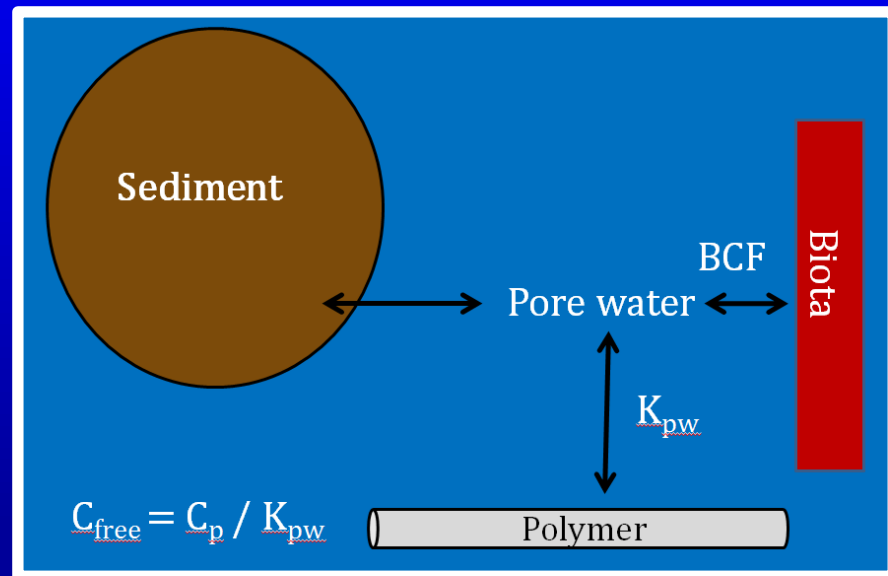 Sediment
BCF
Biota
Pore water
Kpw
Cfree = Cp / Kpw
Polymer